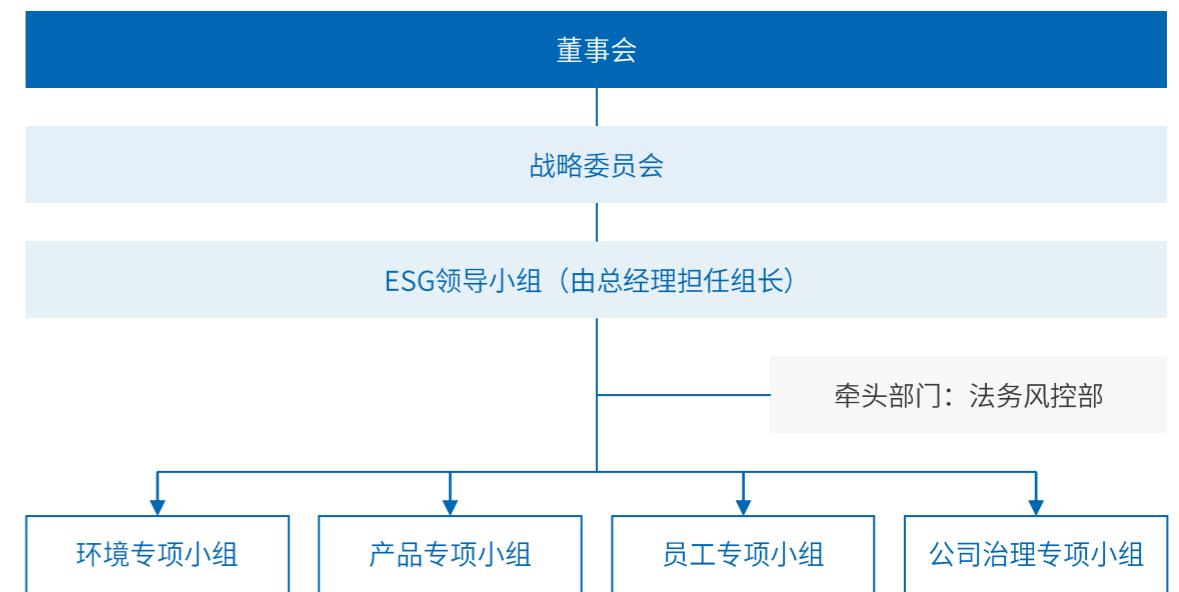 董事会
战略委员会
ESG领导小组（由总经理担任组长）
牵头部门：法务风控部
环境专项小组
产品专项小组
员工专项小组
公司治理专项小组